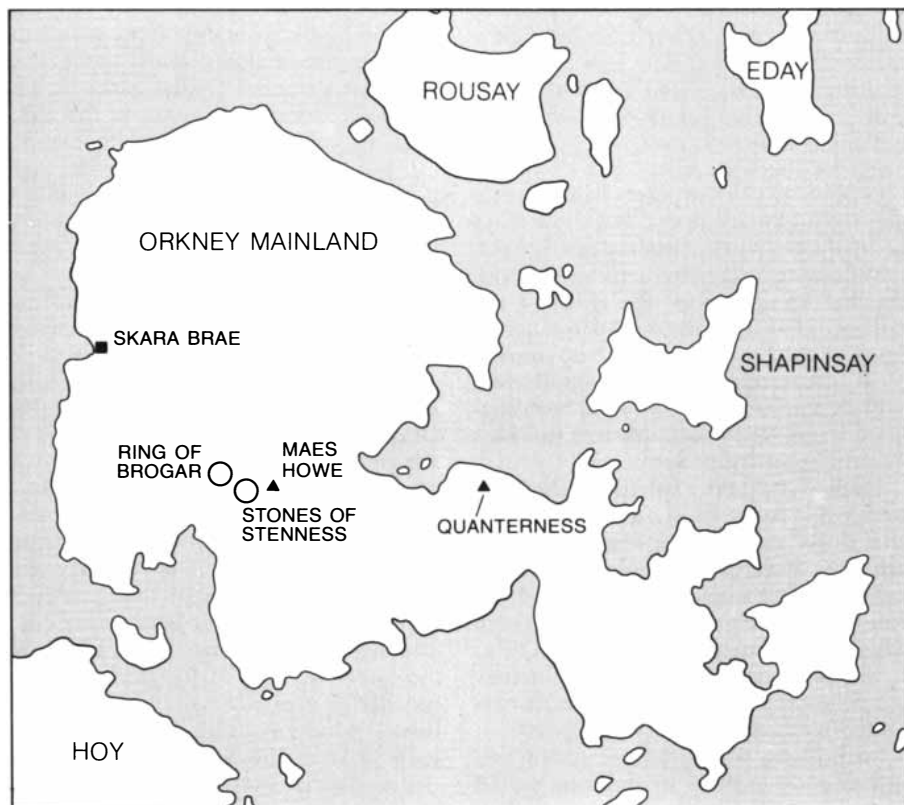 EDAY
ROUSAY
ORKNEY MAINLAND
SKARA BRAE
SHAPINSAY
RING OF
BROGAR
MAES
HOWE
STONES OF
STENNESS
QUANTERNESS
HOY